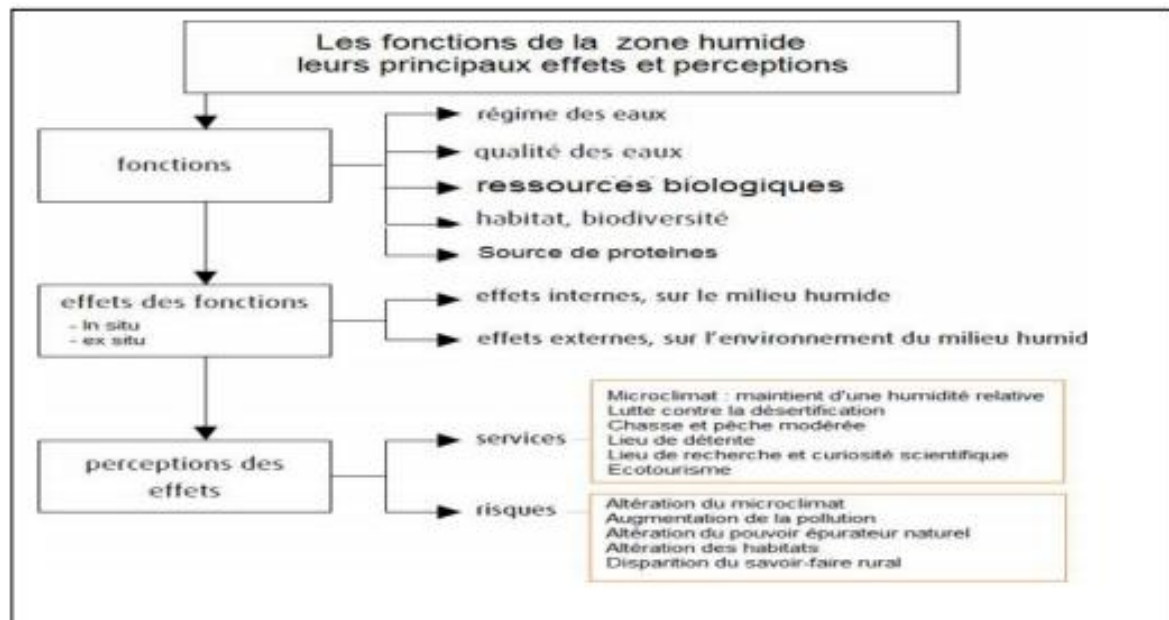 Les fonctions de la zone humide
leurs principaux effets et perceptions
fonctions
régime des eaux
qualité des eaux
ressources biologiques
habitat, biodiversité
Source de proteines
effets des fonctions
- In situ
- ex situ
effets internes, sur le milieu humide
effets externes, sur l'environnement du milieu humid
perceptions des
effets
services
Microclimat : maintient d'une humidité relative
Lutte contre la désertification
Chasse et pêche modérée
Lieu de détente
Lieu de recherche et curiosité scientifique
Ecotourisme
risques
Altération du microclimat
Augmentation de la pollution
Altération du pouvoir épurateur naturel
Altération des habitats
Disparition du savoir-faire rural